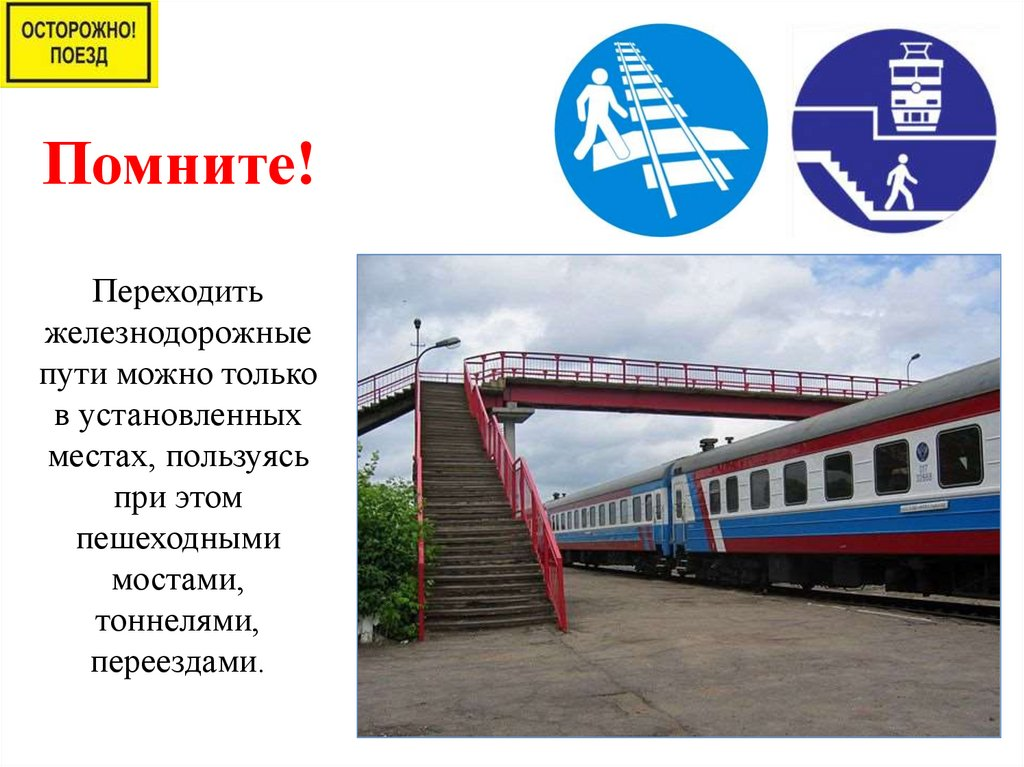 ОСТОРОЖНО!
ПОЕЗД
Помните!
Переходить
железнодорожные
пути можно только
в установленных
местах, пользуясь
при этом
пешеходными
мостами,
тоннелями,
переездами.